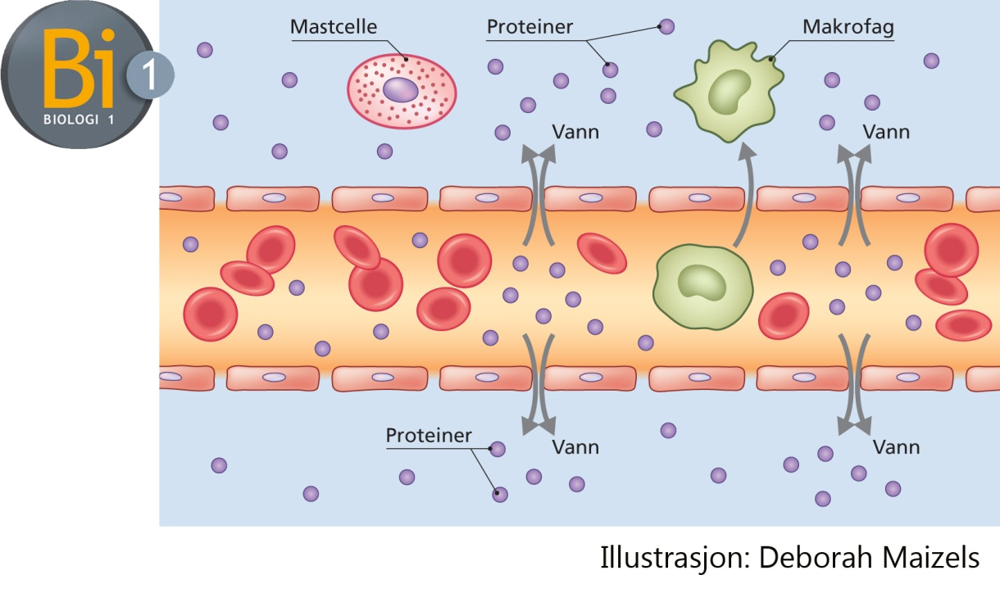 Bi
1
BIOLOGI 1
Mastcelle
Proteiner
Makrofag
Vann
Vann
Proteiner
Vann
Vann
Illustrasjon: Deborah Maizels